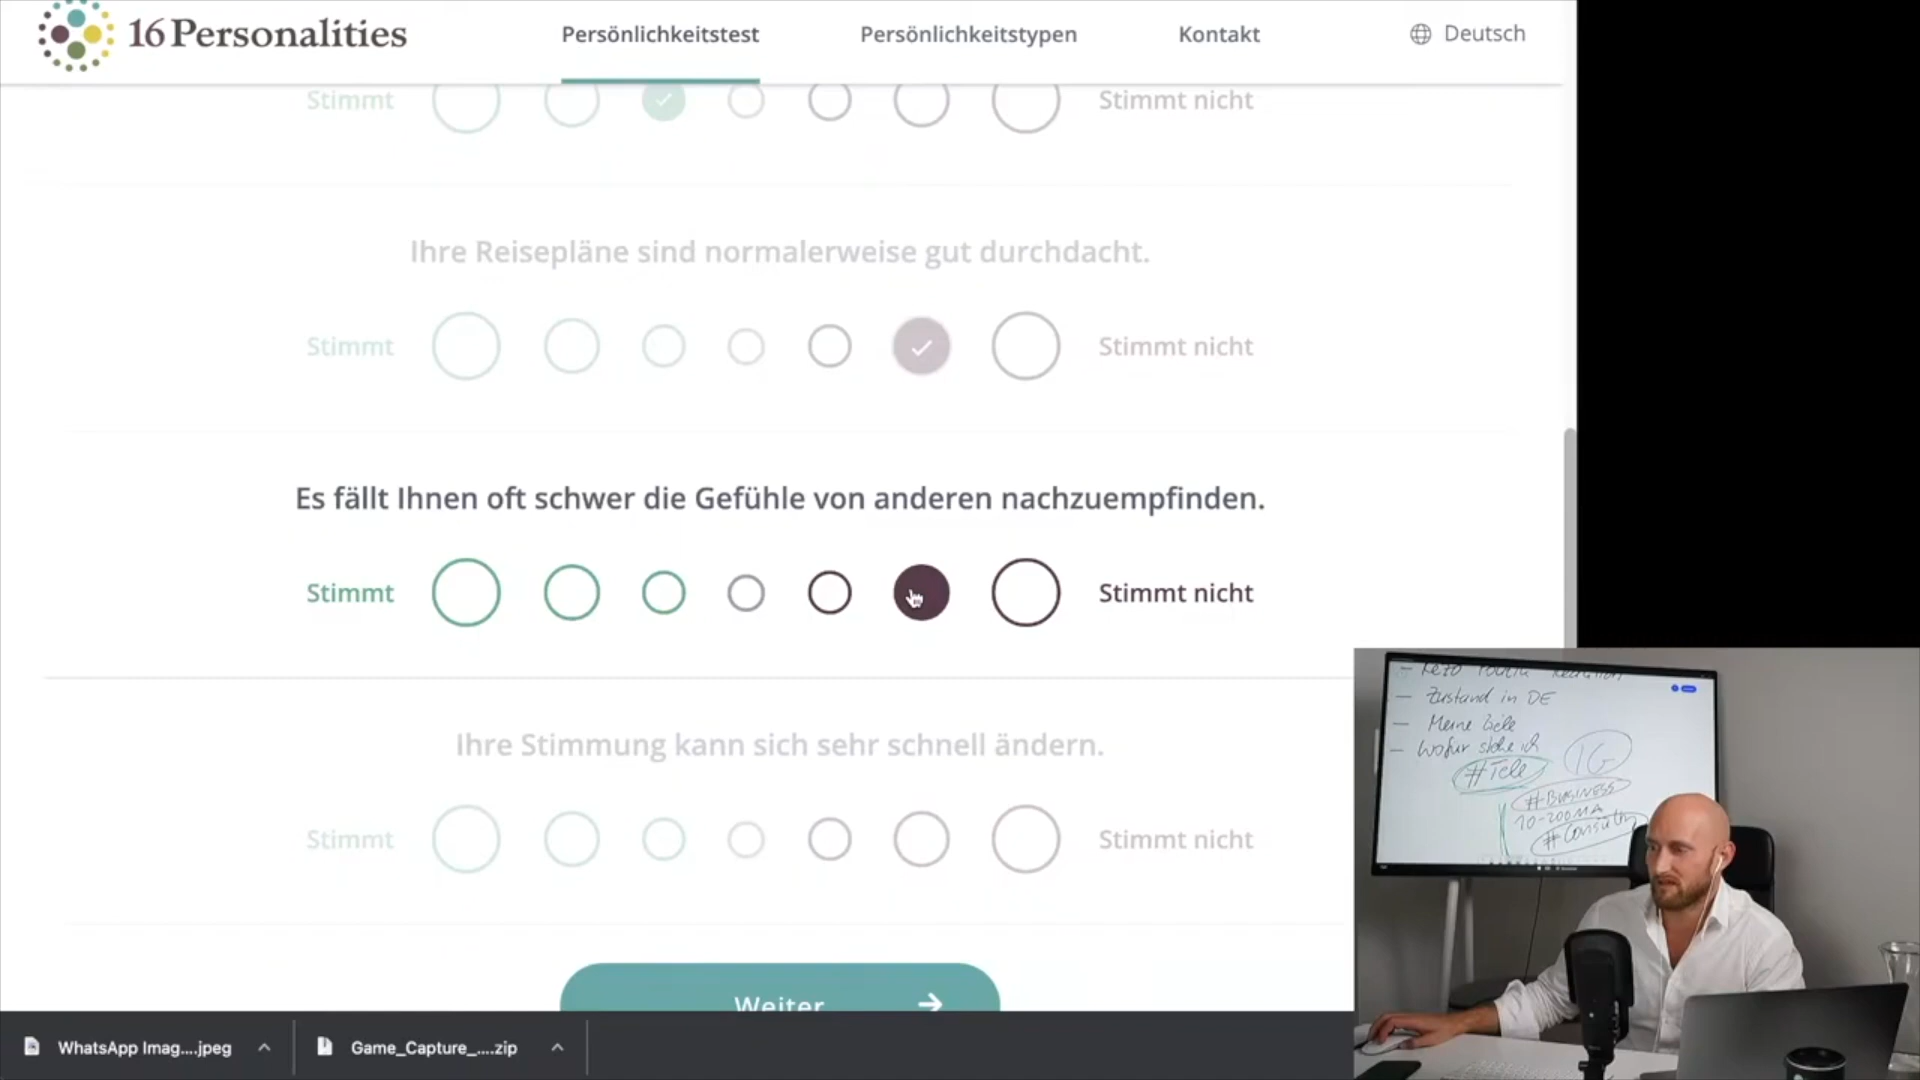 16Personalities
Persönlichkeitstest
Persönlichkeitstypen
Kontakt
Deutsch
Stimmt
Stimmt nicht
Ihre Reisepläne sind normalerweise gut durchdacht.
Stimmt
Stimmt nicht
Es fällt Ihnen oft schwer die Gefühle von anderen nachzuempfinden.
Stimmt
Stimmt nicht
Ihre Stimmung kann sich sehr schnell ändern.
Stimmt
Stimmt nicht
Weiter
WhatsApp Imag....jpeg
Game_Capture_....zip
Zustand in DE
Meine Ziele
Wofür stehe ich
#Tele
IG
#BUSINESS
10-200MA
#Consulting